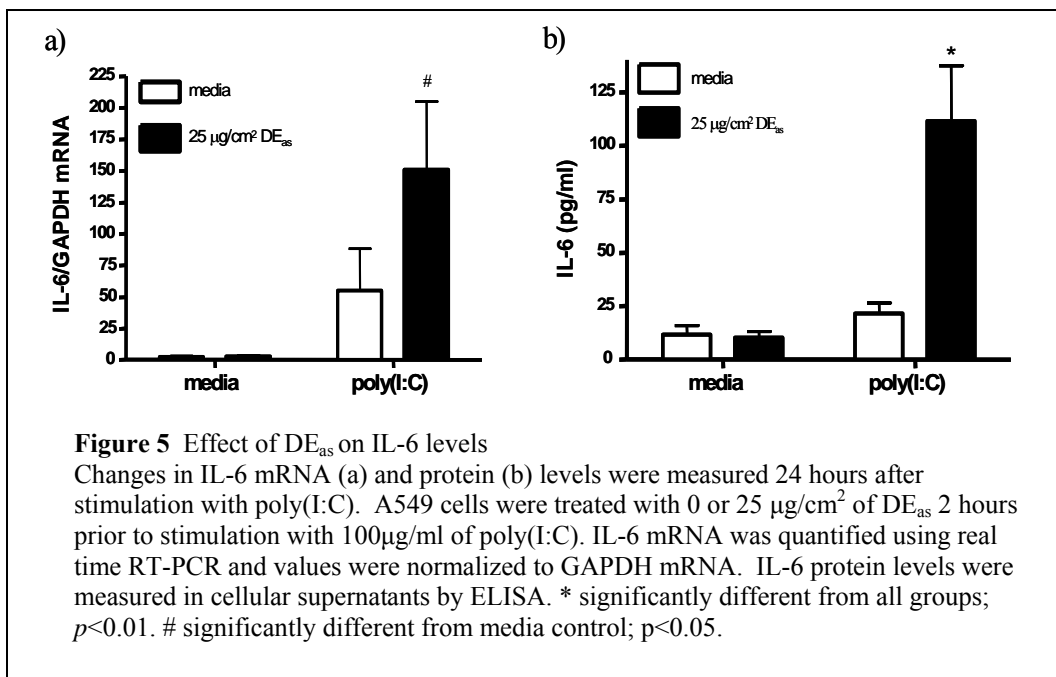 a)
225
200
175
150
125
100
75
50
25
0
IL-6/GAPDH mRNA
media
25 µg/cm² DEas
#
media
poly(I:C)
b)
125
100
75
50
25
0
IL-6 (pg/ml)
media
25 µg/cm² DEas
*
media
poly(I:C)
Figure 5 Effect of DEas on IL-6 levels
Changes in IL-6 mRNA (a) and protein (b) levels were measured 24 hours after
stimulation with poly(I:C). A549 cells were treated with 0 or 25 µg/cm² of DEas 2 hours
prior to stimulation with 100µg/ml of poly(I:C). IL-6 mRNA was quantified using real
time RT-PCR and values were normalized to GAPDH mRNA. IL-6 protein levels were
measured in cellular supernatants by ELISA. * significantly different from all groups;
p<0.01. # significantly different from media control; p<0.05.